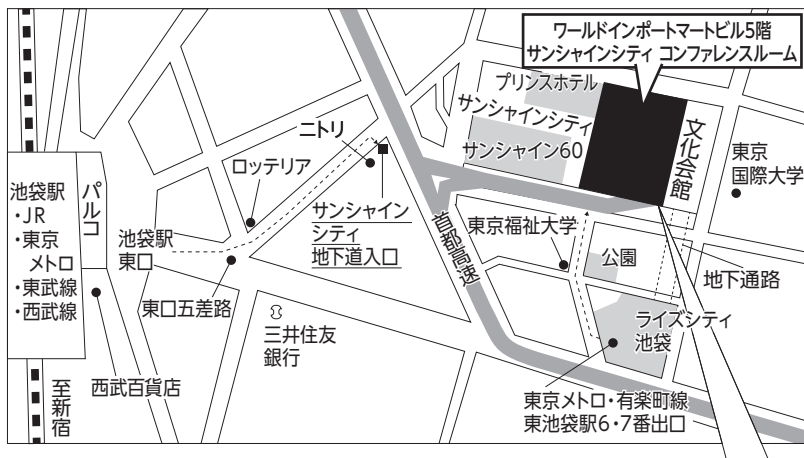 ワールドインポートマートビル5階
サンシャインシティ コンファレンスルーム
プリンスホテル
サンシャインシティ
サンシャイン60
文化会館
東京
国際大学
ニトリ
ロッテリア
サンシャイン
シティ
地下道入口
首都高速
東京福祉大学
公園
地下通路
池袋駅
・JR
・東京
メトロ
・東武線
・西武線
パルコ
池袋駅
東口
東口五差路
三井住友
銀行
ライズシティ
池袋
西武百貨店
至新宿
東京メトロ・有楽町線
東池袋駅6・7番出口